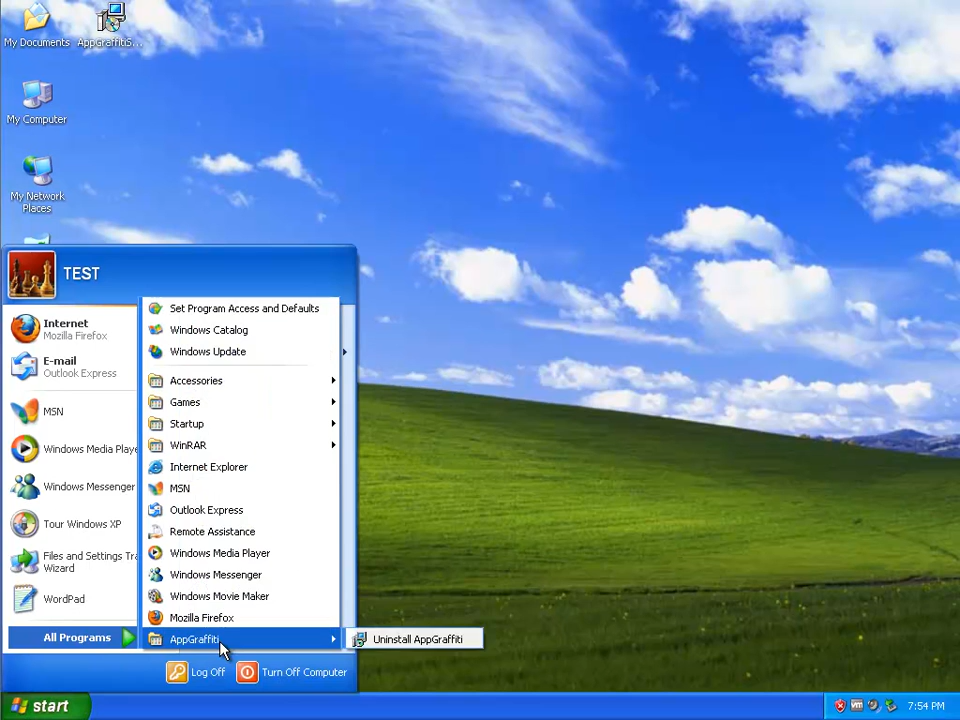 My Documents
AppGraffitiS...
My Computer
My Network
Places
TEST
Internet
Mozilla Firefox
E-mail
Outlook Express
MSN
Windows Media Playe
Windows Messenger
Tour Windows XP
Files and Settings Tra
Wizard
WordPad
All Programs
Set Program Access and Defaults
Windows Catalog
Windows Update
Accessories
Games
Startup
WinRAR
Internet Explorer
MSN
Outlook Express
Remote Assistance
Windows Media Player
Windows Messenger
Windows Movie Maker
Mozilla Firefox
AppGraffiti
Uninstall AppGraffiti
Log Off
Turn Off Computer
start
vm
7:54 PM